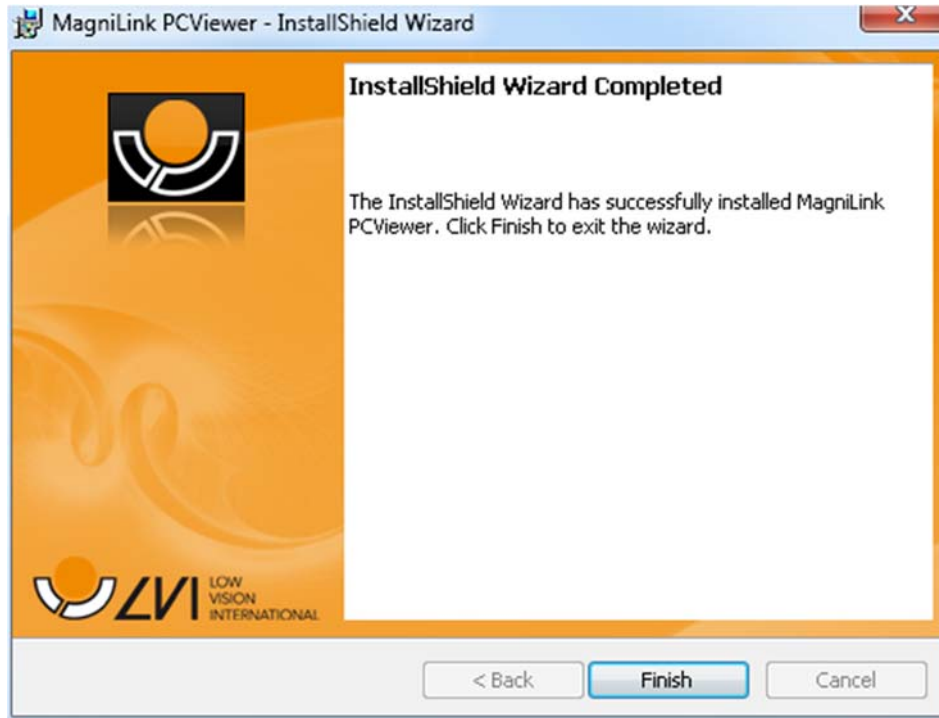 MagniLink PCViewer - InstallShield Wizard
InstallShield Wizard Completed
The InstallShield Wizard has successfully installed MagniLink
PCViewer. Click Finish to exit the wizard.
LVI
LOW
VISION
INTERNATIONAL
< Back
Finish
Cancel